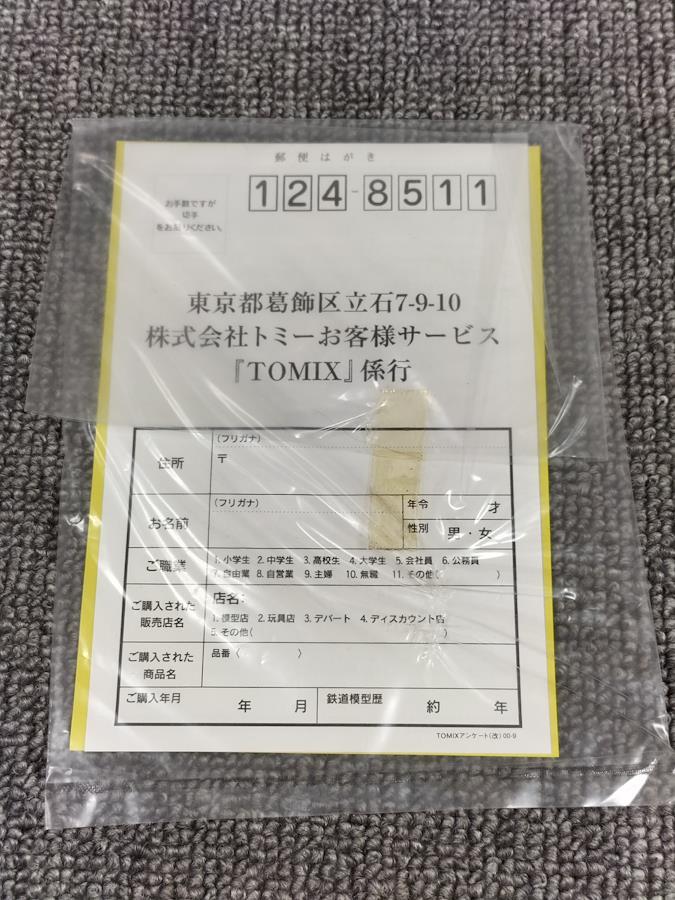 郵便はがき
お手数ですが
切手
をお貼りください。
124-8511
東京都葛飾区立石7-9-10
株式会社トミーお客様サービス
『TOMIX』係行
住所
(フリガナ)
〒
お名前
(フリガナ)
年令 才
性別 男・女
ご職業
1. 小学生 2. 中学生 3. 高校生 4. 大学生 5. 会社員 6. 公務員
7. 自由業 8. 自営業 9. 主婦 10. 無職 11. その他( )
ご購入された
販売店名
店名:
1. 模型店 2. 玩具店 3. デパート 4. ディスカウント店
5. その他( )
ご購入された
商品名
品番〈 〉
ご購入年月 年 月
鉄道模型歴 約 年
TOMIXアンケート(改)00-9